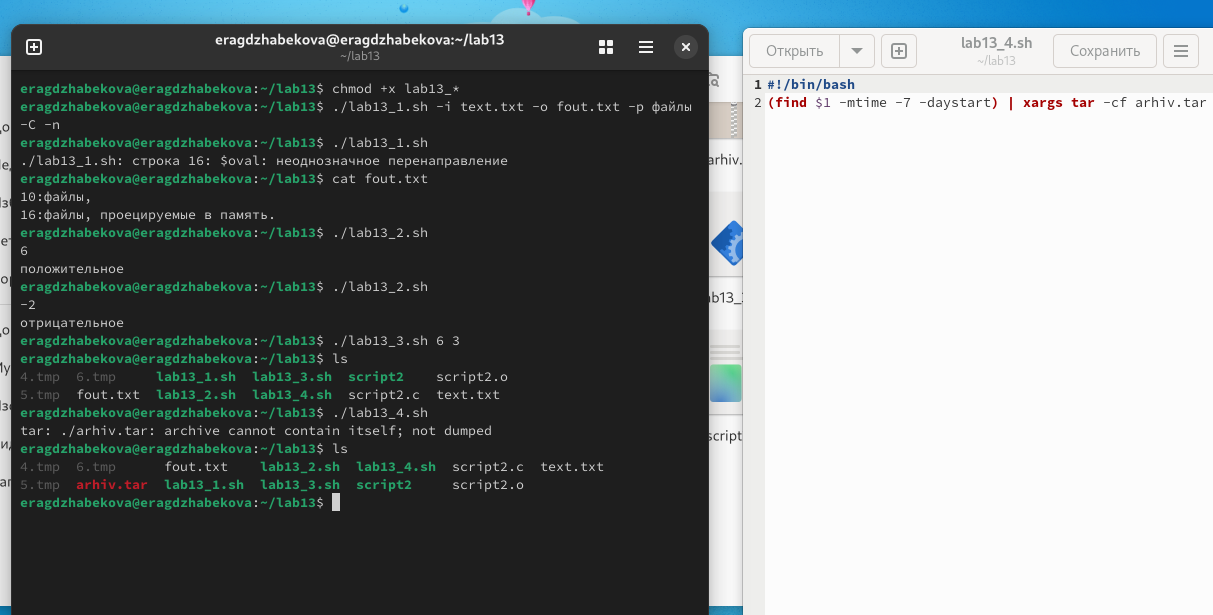 eragdzhabekova@eragdzhabekova:~/lab13
~/lab13
eragdzhabekova@eragdzhabekova:~/lab13$ chmod +x lab13_*
eragdzhabekova@eragdzhabekova:~/lab13$ ./lab13_1.sh -i text.txt -o fout.txt -p файлы
-C -n
eragdzhabekova@eragdzhabekova:~/lab13$ ./lab13_1.sh
./lab13_1.sh: строка 16: $oval: неоднозначное перенаправление
eragdzhabekova@eragdzhabekova:~/lab13$ cat fout.txt
10:файлы,
16:файлы, проецируемые в память.
eragdzhabekova@eragdzhabekova:~/lab13$ ./lab13_2.sh
6
положительное
eragdzhabekova@eragdzhabekova:~/lab13$ ./lab13_2.sh
-2
отрицательное
eragdzhabekova@eragdzhabekova:~/lab13$ ./lab13_3.sh 6 3
eragdzhabekova@eragdzhabekova:~/lab13$ ls
4.tmp 6.tmp lab13_1.sh lab13_3.sh script2 script2.o
5.tmp fout.txt lab13_2.sh lab13_4.sh script2.c text.txt
eragdzhabekova@eragdzhabekova:~/lab13$ ./lab13_4.sh
tar: ./arhiv.tar: archive cannot contain itself; not dumped
eragdzhabekova@eragdzhabekova:~/lab13$ ls
4.tmp 6.tmp fout.txt lab13_2.sh lab13_4.sh script2.c text.txt
5.tmp arhiv.tar lab13_1.sh lab13_3.sh script2 script2.o
eragdzhabekova@eragdzhabekova:~/lab13$
arhiv.
script
Открыть
lab13_4.sh
~/lab13
Сохранить
1 #!/bin/bash
2 (find $1 -mtime -7 -daystart) | xargs tar -cf arhiv.tar